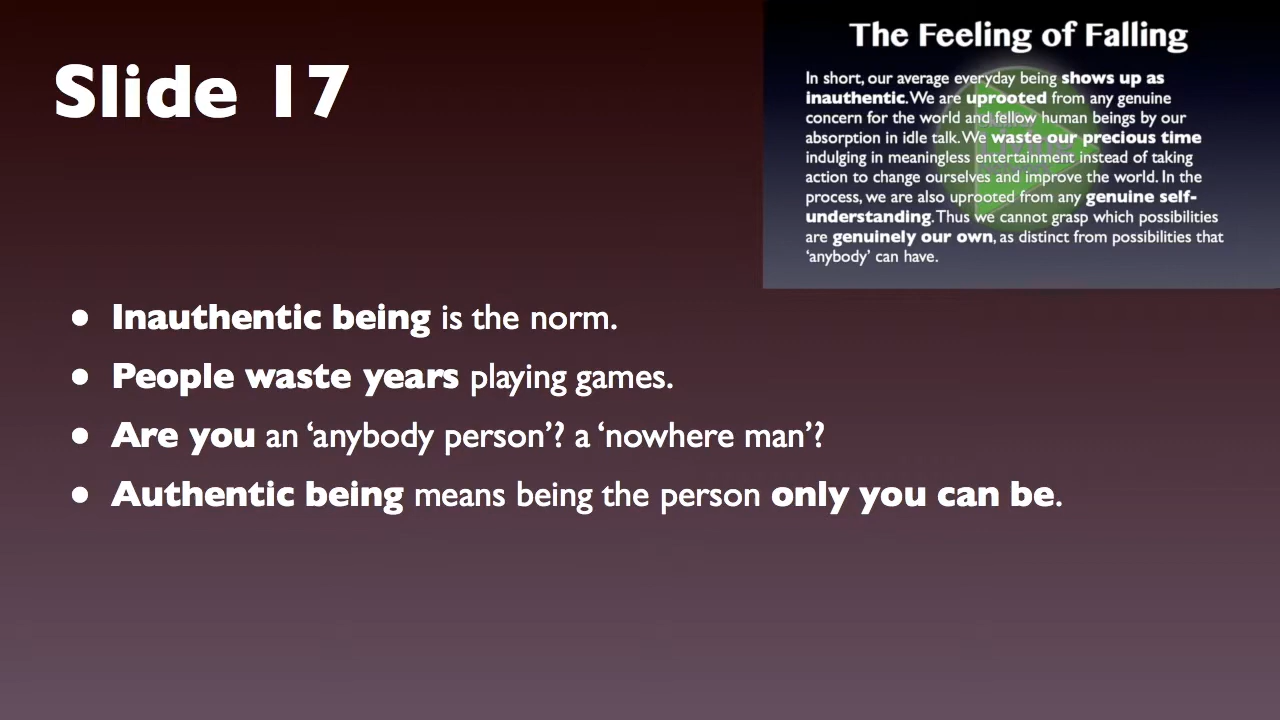 Slide 17
The Feeling of Falling
In short, our average everyday being shows up as
inauthentic. We are uprooted from any genuine
concern for the world and fellow human beings by our
absorption in idle talk. We waste our precious time
indulging in meaningless entertainment instead of taking
action to change ourselves and improve the world. In the
process, we are also uprooted from any genuine self-
understanding. Thus we cannot grasp which possibilities
are genuinely our own, as distinct from possibilities that
‘anybody’ can have.
● Inauthentic being is the norm.
● People waste years playing games.
● Are you an ‘anybody person’? a ‘nowhere man’?
● Authentic being means being the person only you can be.